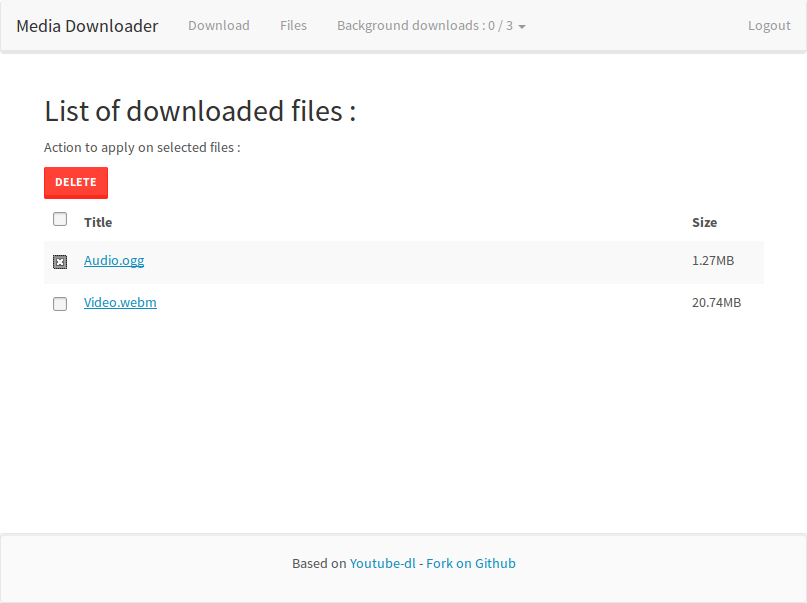 Media Downloader Download Files Background downloads : 0 / 3 Logout
List of downloaded files :
Action to apply on selected files :
DELETE
Title Size
Audio.ogg 1.27MB
Video.webm 20.74MB
Based on Youtube-dl - Fork on Github